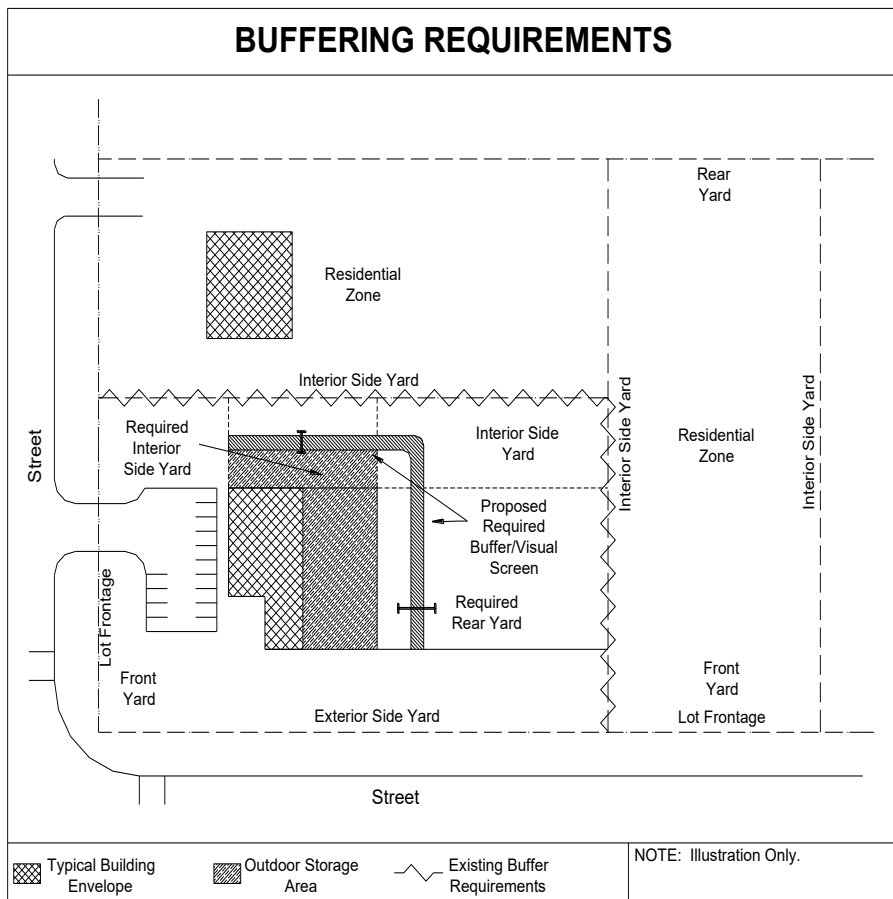 BUFFERING REQUIREMENTS
Rear
Yard
Residential
Zone
Interior Side Yard
Required
Interior
Side Yard
Interior Side
Yard
Interior Side Yard
Residential
Zone
Interior Side Yard
Street
Proposed
Required
Buffer/Visual
Screen
Required
Rear Yard
Lot Frontage
Front
Yard
Exterior Side Yard
Front
Yard
Lot Frontage
Street
Typical Building
Envelope
Outdoor Storage
Area
Existing Buffer
Requirements
NOTE: Illustration Only.